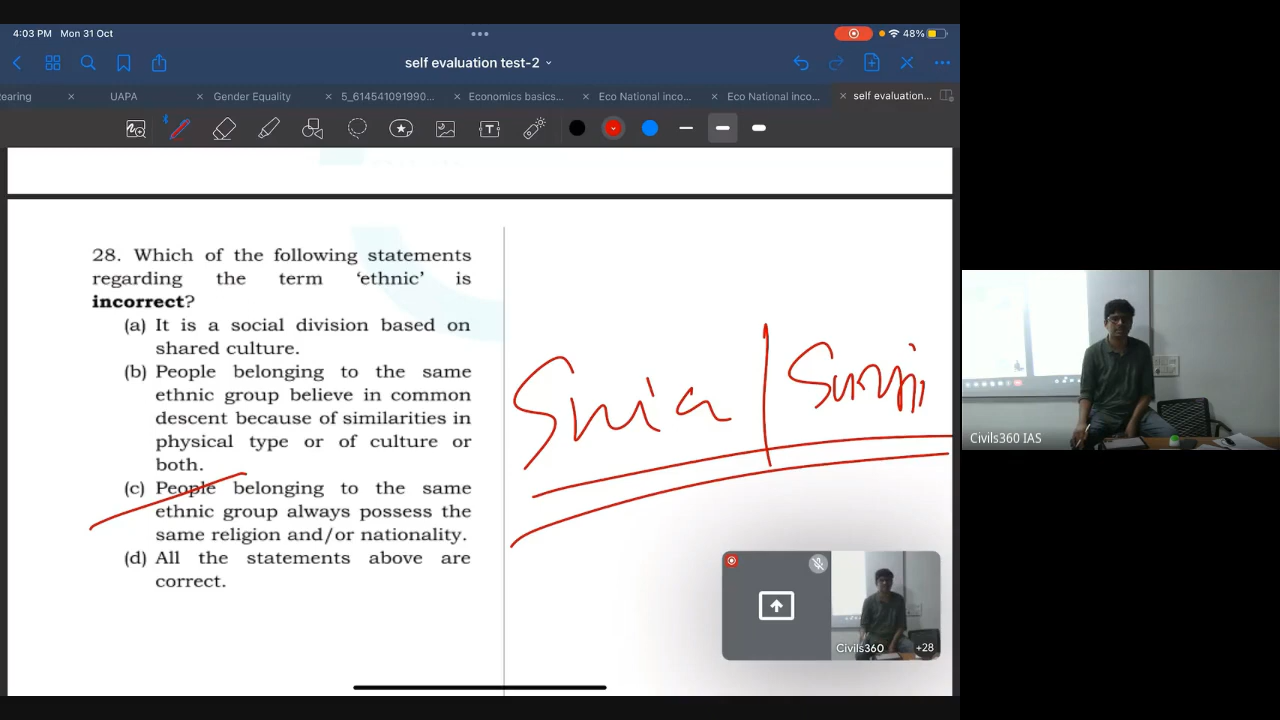 4:03 PM Mon 31 Oct
48%
self evaluation test-2
tearing
UAPA
Gender Equality
5_614541091990...
Economics basics...
Eco National inco...
Eco National inco...
self evaluation...
28. Which of the following statements
regarding the term ‘ethnic’ is
incorrect?
(a) It is a social division based on
shared culture.
(b) People belonging to the same
ethnic group believe in common
descent because of similarities in
physical type or of culture or
both.
(c) People belonging to the same
ethnic group always possess the
same religion and/or nationality.
(d) All the statements above are
correct.
Shia | Sunni
Civils360 IAS
Civils360
+28